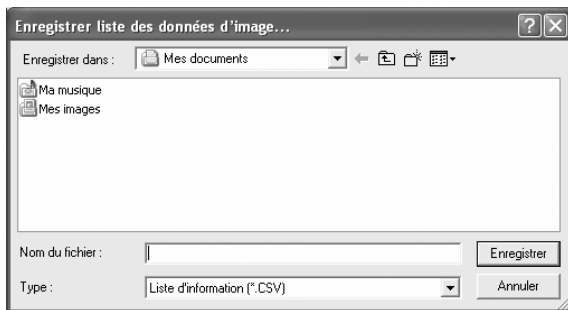 Enregistrer liste des données d'image...
Enregistrer dans : Mes documents
Ma musique
Mes images
Nom du fichier : Enregistrer
Type : Liste d'information (*.CSV) Annuler